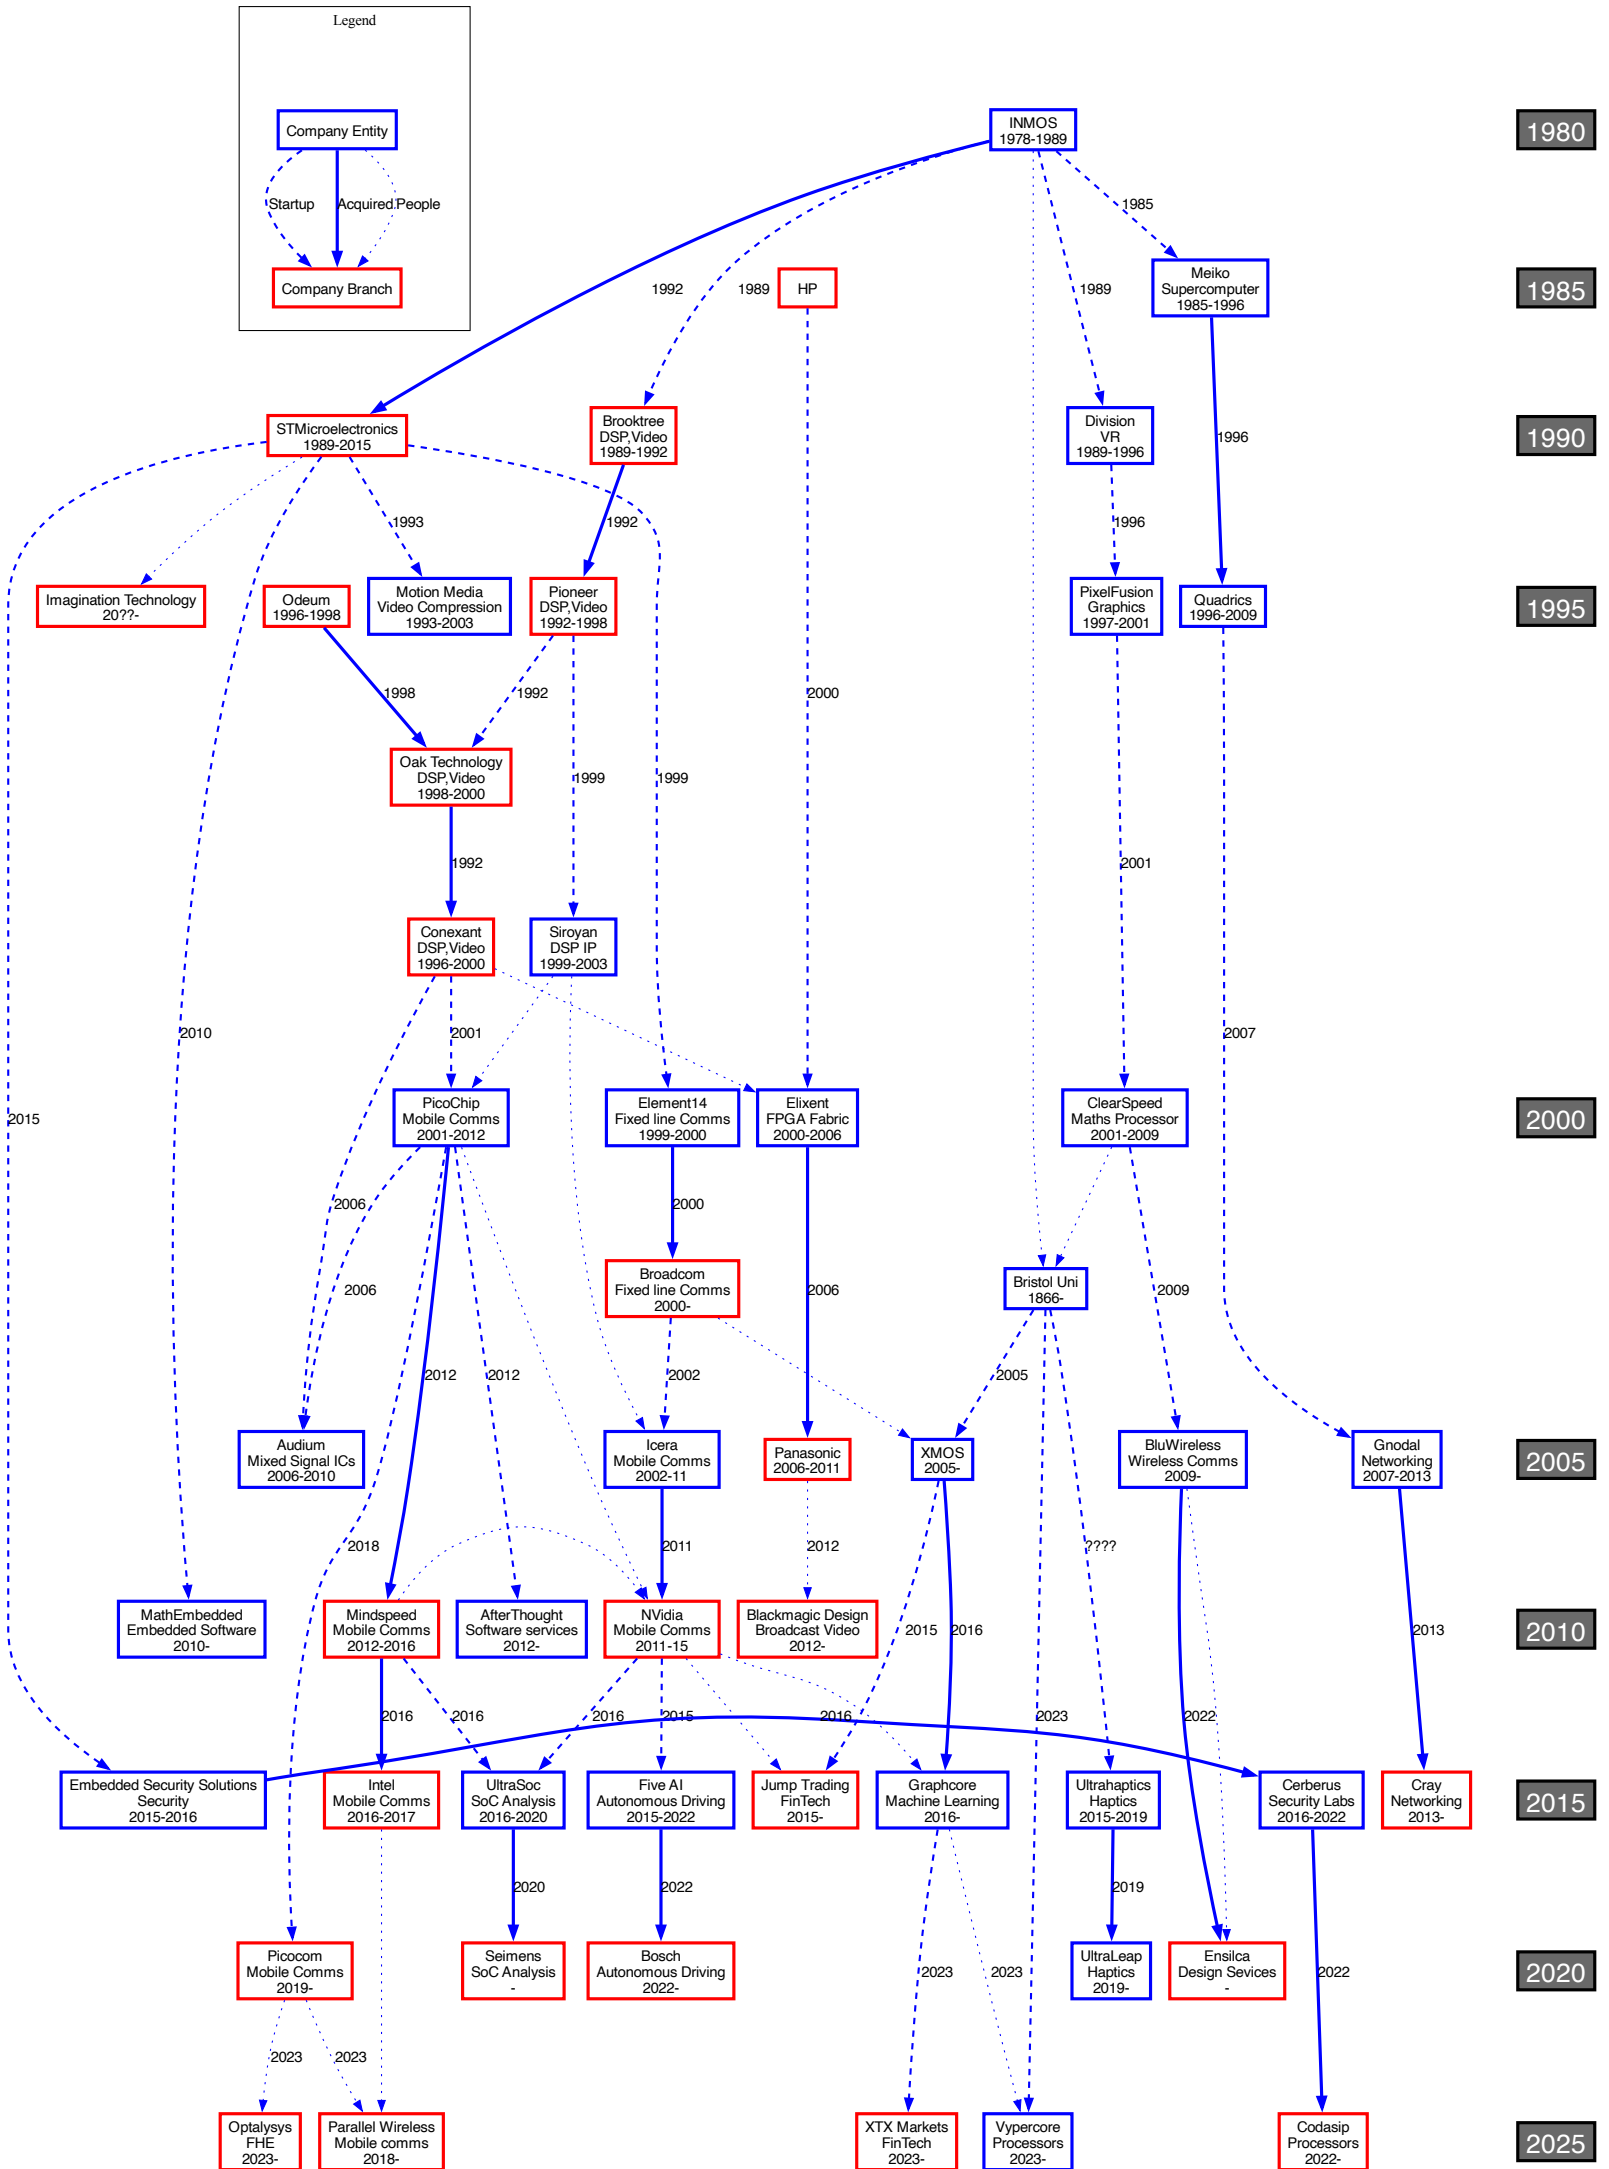 Legend
Company Entity
Startup
Acquired
People
Company Branch
INMOS
1978-1989
1980
1985
Meiko
Supercomputer
1985-1996
1992
1989
HP
1989
1985
STMicroelectronics
1989-2015
Brooktree
DSP,Video
1989-1992
Division
VR
1989-1996
1996
1990
1993
1992
1996
Imagination Technology
20??-
Odeum
1996-1998
Motion Media
Video Compression
1993-2003
Pioneer
DSP,Video
1992-1998
PixelFusion
Graphics
1997-2001
Quadrics
1996-2009
1995
1998
1992
2000
Oak Technology
DSP,Video
1998-2000
1999
1999
1992
2001
Conexant
DSP,Video
1996-2000
Siroyan
DSP IP
1999-2003
2010
2001
2007
2015
PicoChip
Mobile Comms
2001-2012
Element14
Fixed line Comms
1999-2000
Elixent
FPGA Fabric
2000-2006
ClearSpeed
Maths Processor
2001-2009
2000
2006
2000
2006
Broadcom
Fixed line Comms
2000-
2006
Bristol Uni
1866-
2009
2012
2012
2002
2005
Audium
Mixed Signal ICs
2006-2010
Icera
Mobile Comms
2002-11
Panasonic
2006-2011
XMOS
2005-
BluWireless
Wireless Comms
2009-
Gnodal
Networking
2007-2013
2005
2018
2011
2012
????
MathEmbedded
Embedded Software
2010-
Mindspeed
Mobile Comms
2012-2016
AfterThought
Software services
2012-
NVidia
Mobile Comms
2011-15
Blackmagic Design
Broadcast Video
2012-
2015
2016
2013
2010
2016
2016
2016
2015
2016
2023
2022
Embedded Security Solutions
Security
2015-2016
Intel
Mobile Comms
2016-2017
UltraSoc
SoC Analysis
2016-2020
Five AI
Autonomous Driving
2015-2022
Jump Trading
FinTech
2015-
Graphcore
Machine Learning
2016-
Ultrahaptics
Haptics
2015-2019
Cerberus
Security Labs
2016-2022
Cray
Networking
2013-
2015
2020
2022
2019
Picocom
Mobile Comms
2019-
Seimens
SoC Analysis
-
Bosch
Autonomous Driving
2022-
2023
2023
UltraLeap
Haptics
2019-
Ensilca
Design Sevices
-
2022
2020
2023
2023
Optalysys
FHE
2023-
Parallel Wireless
Mobile comms
2018-
XTX Markets
FinTech
2023-
Vypercore
Processors
2023-
Codasip
Processors
2022-
2025